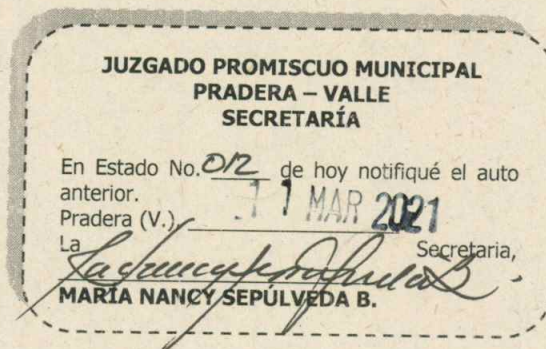 JUZGADO PROMISCUO MUNICIPAL
PRADERA – VALLE
SECRETARÍA
En Estado No. 012 de hoy notifiqué el auto
anterior.
Pradera (V.), 11 MAR 2021
La Secretaria,
MARÍA NANCY SEPÚLVEDA B.